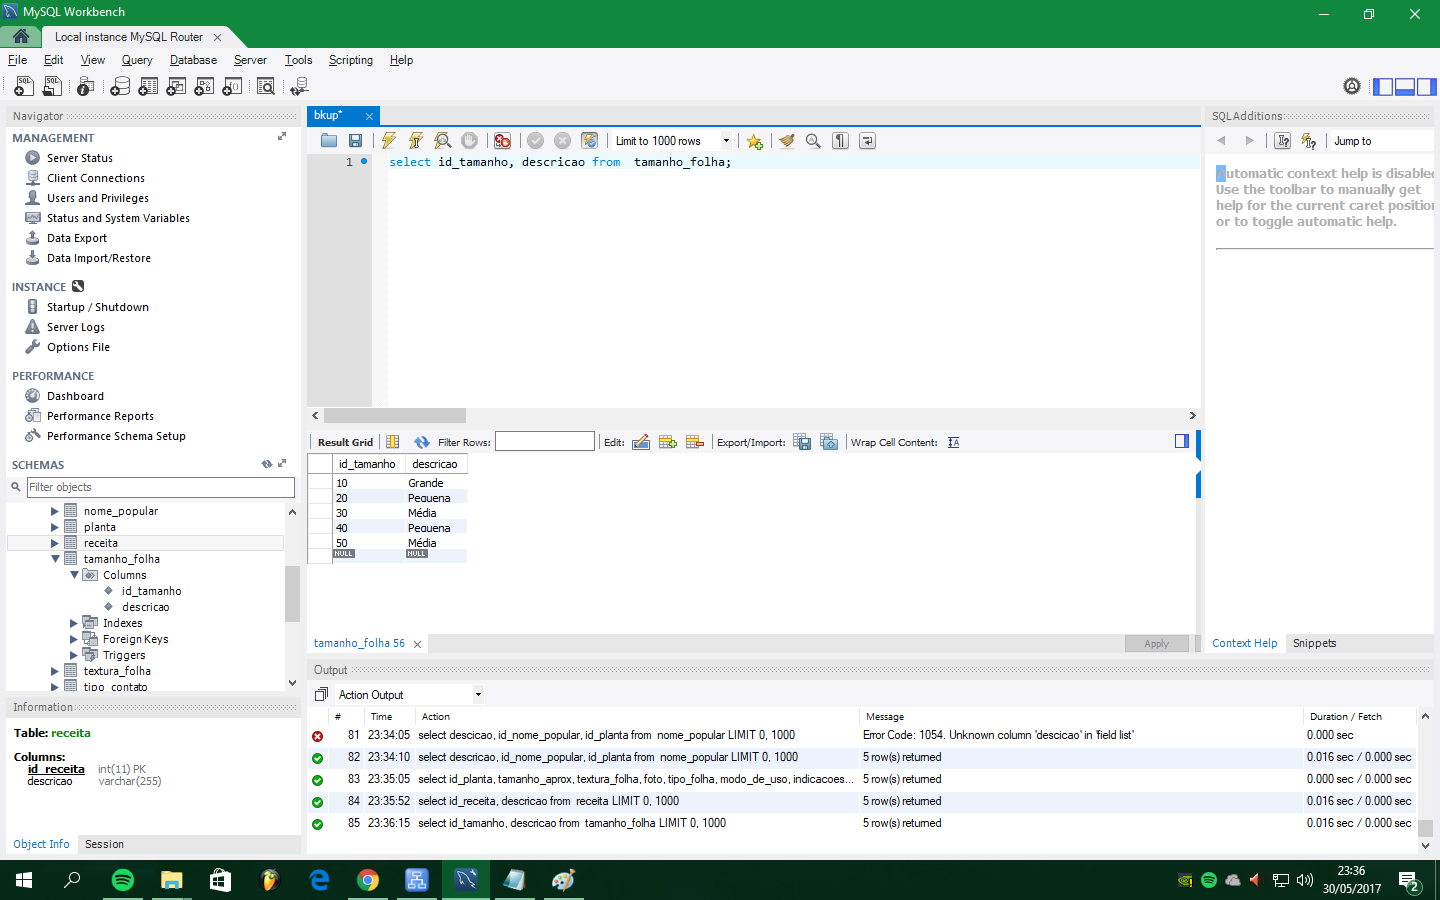 MySQL Workbench
Local instance MySQL Router
File Edit View Query Database Server Tools Scripting Help
Navigator
MANAGEMENT
Server Status
Client Connections
Users and Privileges
Status and System Variables
Data Export
Data Import/Restore
INSTANCE
Startup / Shutdown
Server Logs
Options File
PERFORMANCE
Dashboard
Performance Reports
Performance Schema Setup
SCHEMAS
Filter objects
nome_popular
planta
receita
tamanho_folha
Columns
id_tamanho
descricao
Indexes
Foreign Keys
Triggers
textura_folha
tipo_contato
Information
Table: receita
Columns:
id_receita int(11) PK
descricao varchar(255)
Object Info Session
bkup*
Limit to 1000 rows
1 select id_tamanho, descricao from tamanho_folha;
Result Grid Filter Rows: Edit: Export/Import: Wrap Cell Content:
id_tamanho descricao
10 Grande
20 Pequena
30 Média
40 Pequena
50 Média
NULL NULL
tamanho_folha 56
Apply
SQLAdditions
Jump to
Automatic context help is disabled
Use the toolbar to manually get
help for the current caret position
or to toggle automatic help.
Context Help Snippets
Output
Action Output
# Time Action Message Duration / Fetch
81 23:34:05 select descicao, id_nome_popular, id_planta from nome_popular LIMIT 0, 1000 Error Code: 1054. Unknown column 'descicao' in 'field list' 0.000 sec
82 23:34:10 select descricao, id_nome_popular, id_planta from nome_popular LIMIT 0, 1000 5 row(s) returned 0.016 sec / 0.000 sec
83 23:35:05 select id_planta, tamanho_aprox, textura_folha, foto, tipo_folha, modo_de_uso, indicacoes... 5 row(s) returned 0.000 sec / 0.000 sec
84 23:35:52 select id_receita, descricao from receita LIMIT 0, 1000 5 row(s) returned 0.016 sec / 0.000 sec
85 23:36:15 select id_tamanho, descricao from tamanho_folha LIMIT 0, 1000 5 row(s) returned 0.016 sec / 0.000 sec
23:36
30/05/2017
2